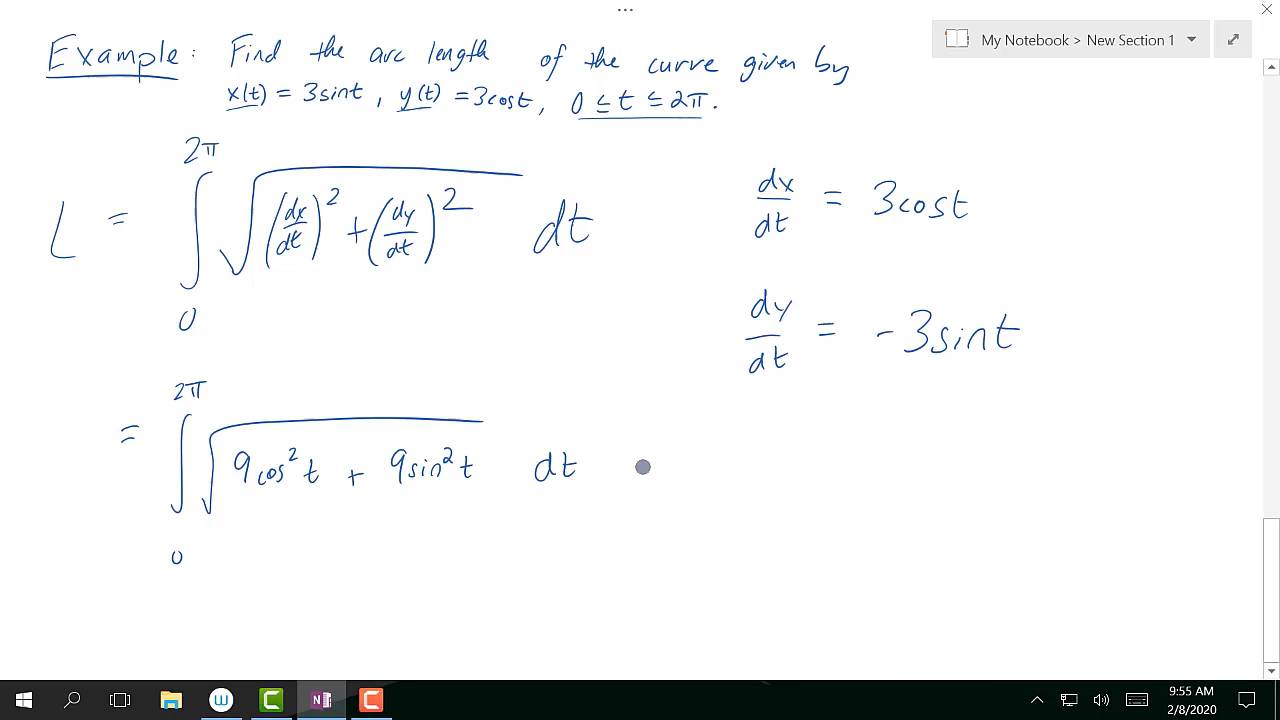 ...
My Notebook > New Section 1
Example: Find the arc length of the curve given by
x(t) = 3sint, y(t) = 3cost, 0 ≤ t ≤ 2π.
L = ∫₀^2π √((dx/dt)² + (dy/dt)²) dt
dx/dt = 3cost
dy/dt = -3sint
= ∫₀^2π √(9cos²t + 9sin²t) dt
W
C
N
C
9:55 AM
2/8/2020